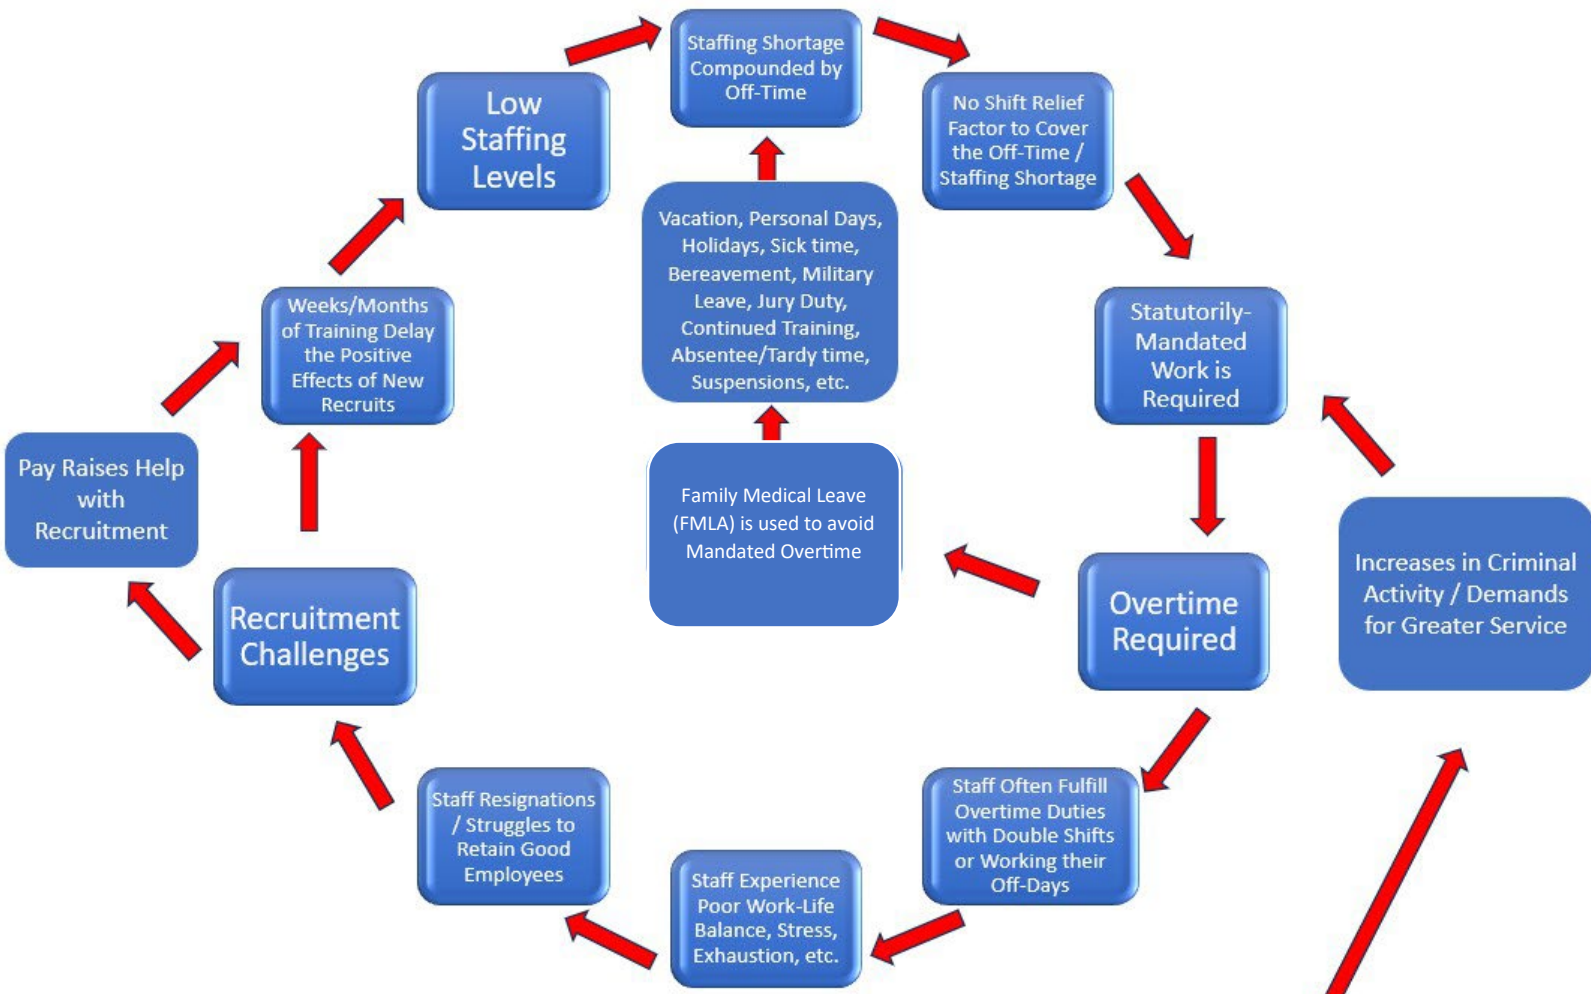 Staffing Shortage
Compounded by
Off-Time
Low
Staffing
Levels
No Shift Relief
Factor to Cover
the Off-Time /
Staffing Shortage
Vacation, Personal Days,
Holidays, Sick time,
Bereavement, Military
Leave, Jury Duty,
Continued Training,
Absentee/Tardy time,
Suspensions, etc.
Weeks/Months
of Training Delay
the Positive
Effects of New
Recruits
Statutorily-
Mandated
Work is
Required
Pay Raises Help
with
Recruitment
Family Medical Leave
(FMLA) is used to avoid
Mandated Overtime
Increases in Criminal
Activity / Demands
for Greater Service
Recruitment
Challenges
Overtime
Required
Staff Often Fulfill
Overtime Duties
with Double Shifts
or Working their
Off-Days
Staff Resignations
/ Struggles to
Retain Good
Employees
Staff Experience
Poor Work-Life
Balance, Stress,
Exhaustion, etc.